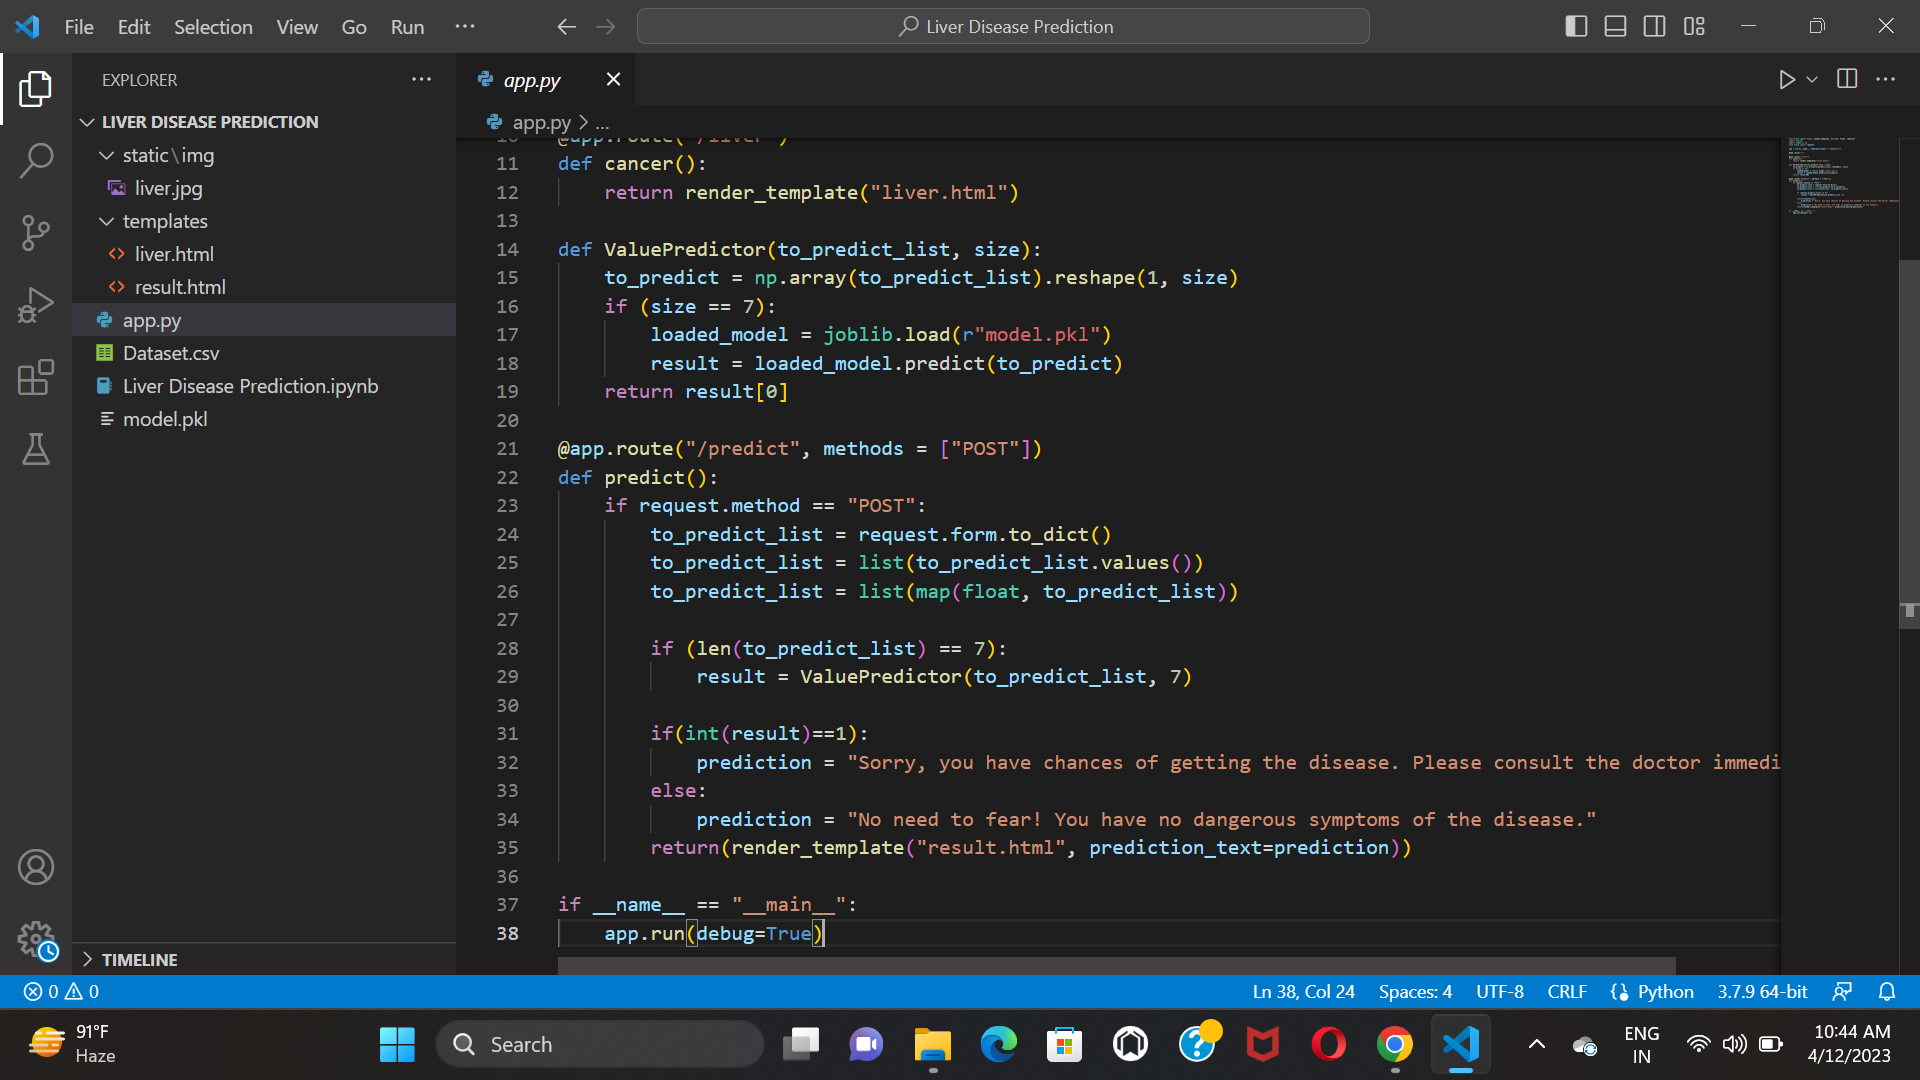 File Edit Selection View Go Run ···
Liver Disease Prediction
EXPLORER
app.py
LIVER DISEASE PREDICTION
static\img
liver.jpg
templates
liver.html
result.html
app.py
Dataset.csv
Liver Disease Prediction.ipynb
model.pkl
TIMELINE
app.py > ...
10 @app.route("/liver")
11 def cancer():
12     return render_template("liver.html")
13
14 def ValuePredictor(to_predict_list, size):
15     to_predict = np.array(to_predict_list).reshape(1, size)
16     if (size == 7):
17         loaded_model = joblib.load(r"model.pkl")
18         result = loaded_model.predict(to_predict)
19     return result[0]
20
21 @app.route("/predict", methods = ["POST"])
22 def predict():
23     if request.method == "POST":
24         to_predict_list = request.form.to_dict()
25         to_predict_list = list(to_predict_list.values())
26         to_predict_list = list(map(float, to_predict_list))
27
28         if (len(to_predict_list) == 7):
29             result = ValuePredictor(to_predict_list, 7)
30
31         if(int(result)==1):
32             prediction = "Sorry, you have chances of getting the disease. Please consult the doctor immedi
33         else:
34             prediction = "No need to fear! You have no dangerous symptoms of the disease."
35         return(render_template("result.html", prediction_text=prediction))
36
37 if __name__ == "__main__":
38     app.run(debug=True)
0 0
Ln 38, Col 24 Spaces: 4 UTF-8 CRLF Python 3.7.9 64-bit
91°F
Haze
Search
ENG
IN
10:44 AM
4/12/2023